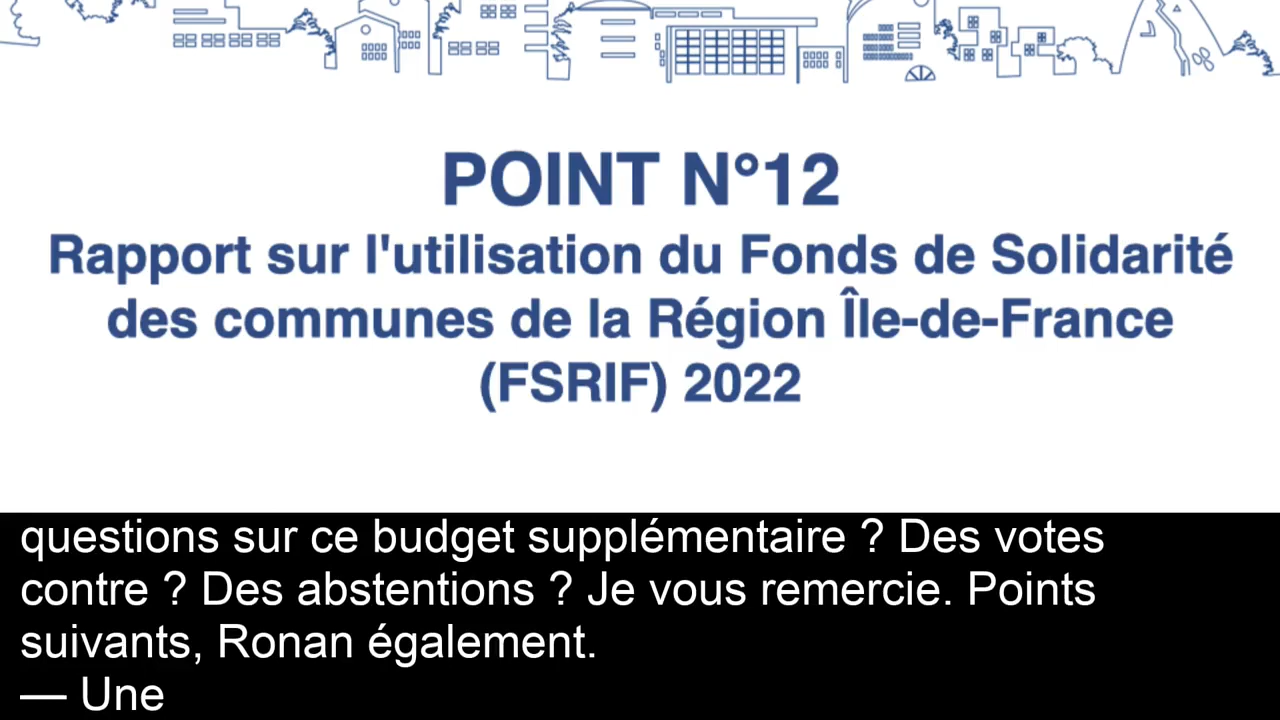 POINT N°12
Rapport sur l'utilisation du Fonds de Solidarité
des communes de la Région Île-de-France
(FSRIF) 2022
questions sur ce budget supplémentaire ? Des votes
contre ? Des abstentions ? Je vous remercie. Points
suivants, Ronan également.
— Une